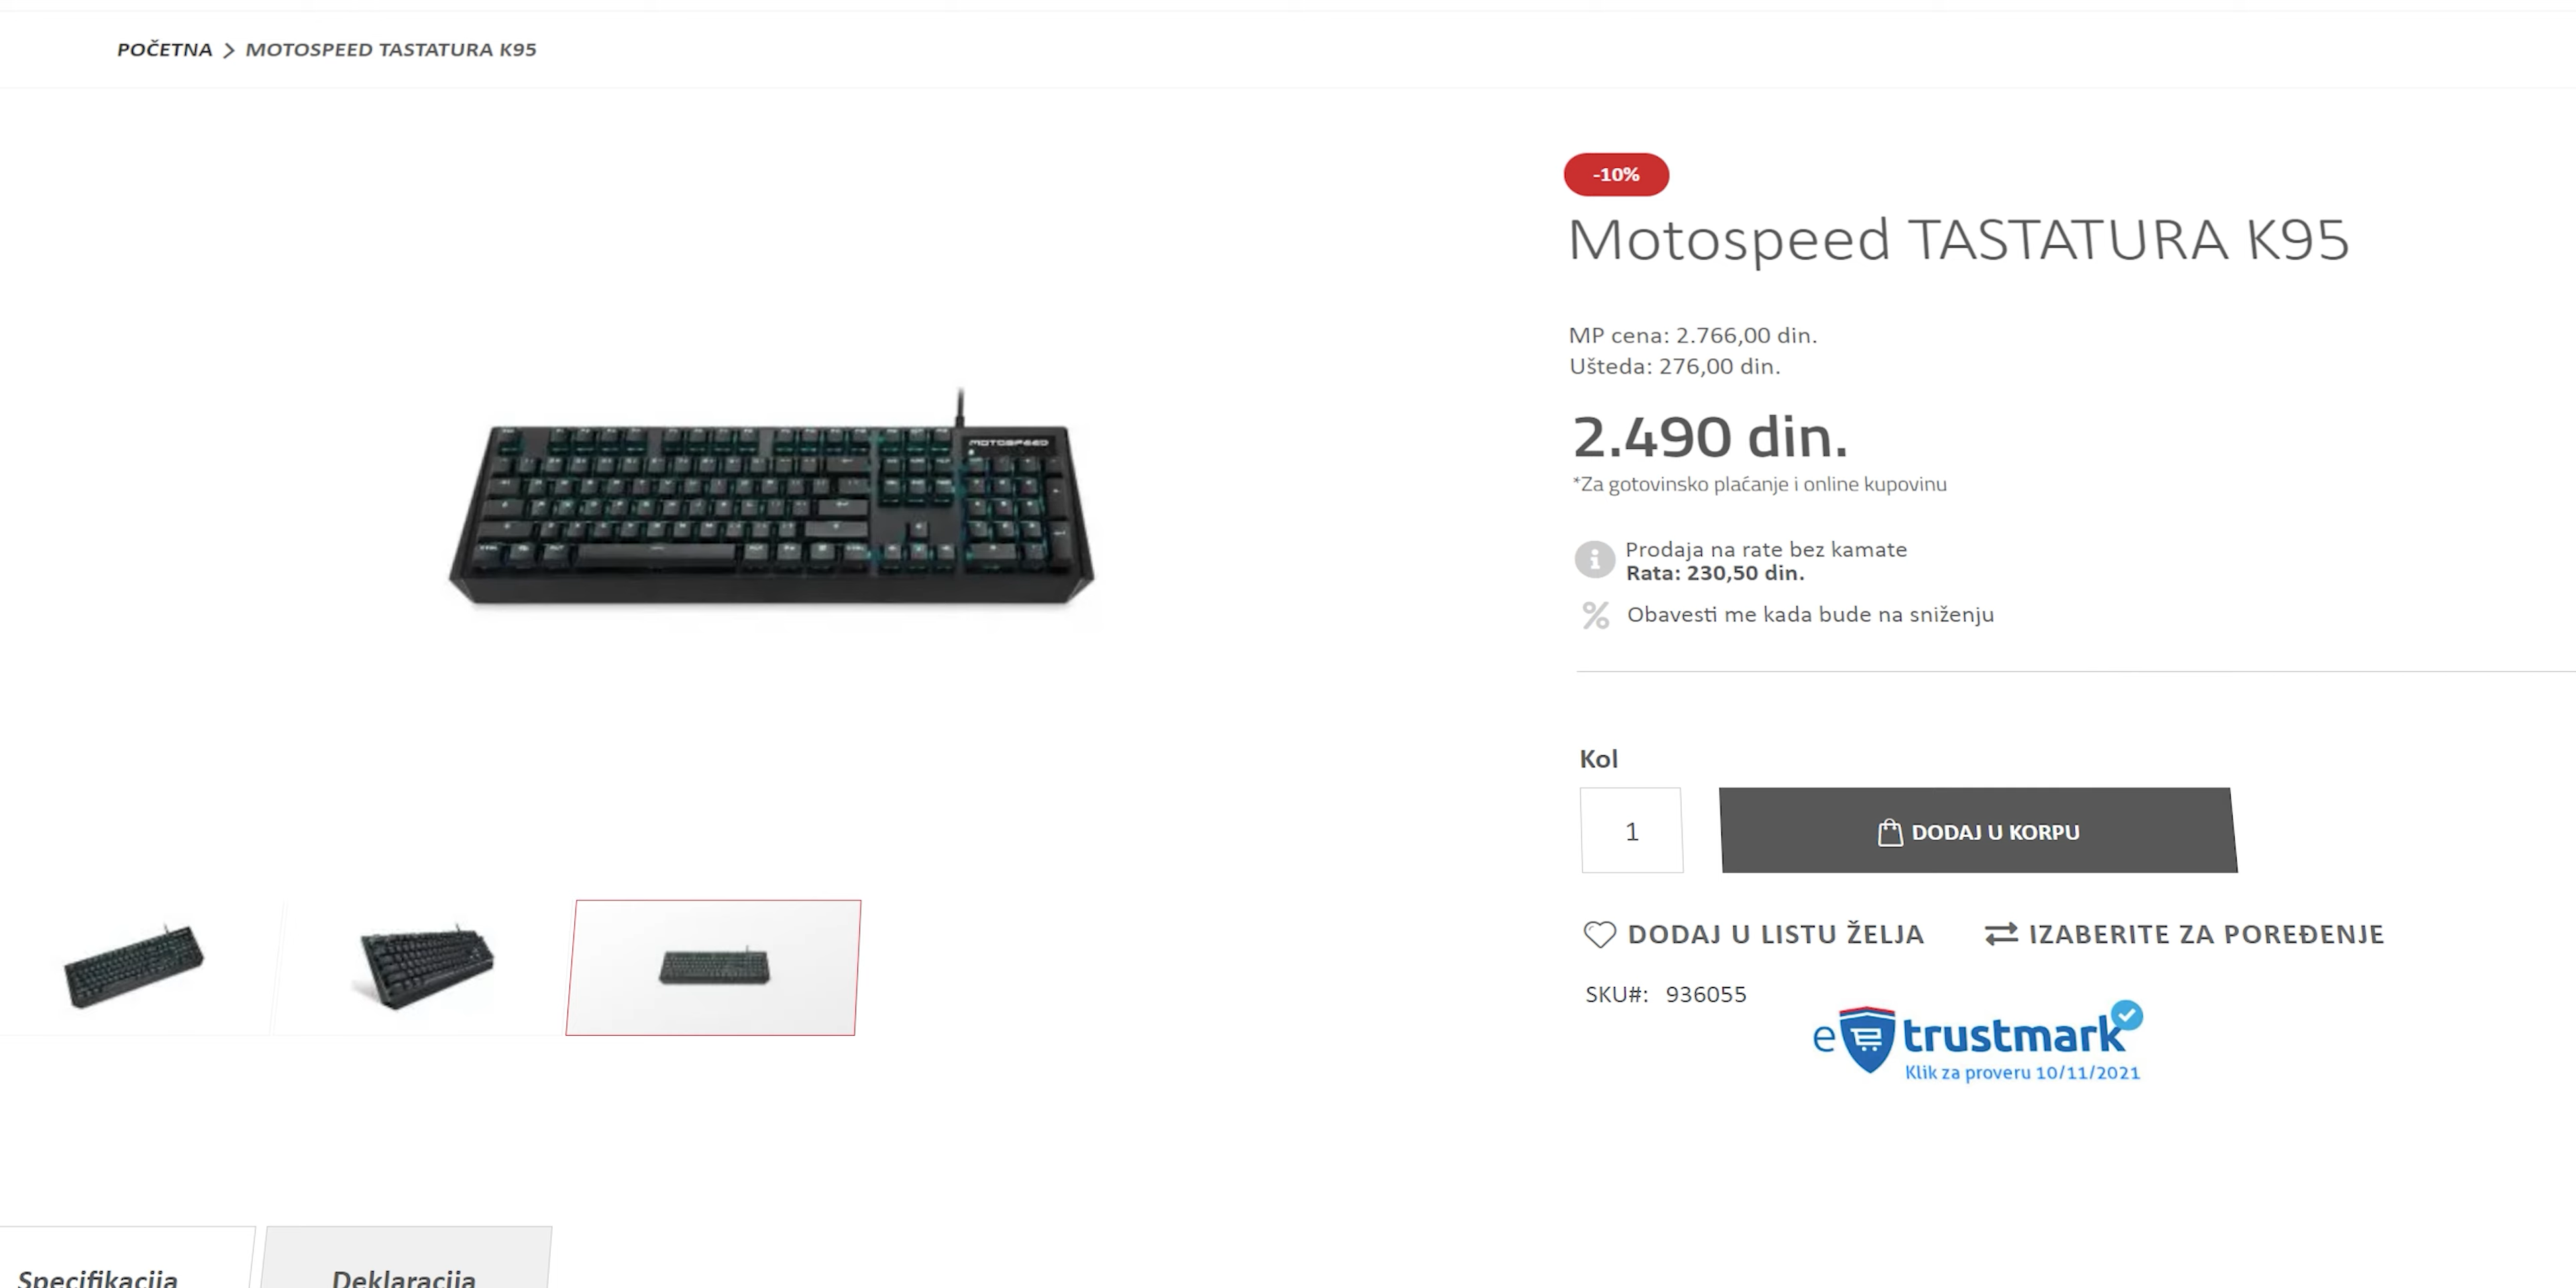 POČETNA > MOTOSPEED TASTATURA K95
-10%
Motospeed TASTATURA K95
MP cena: 2.766,00 din.
Ušteda: 276,00 din.
2.490 din.
*Za gotovinsko plaćanje i online kupovinu
Prodaja na rate bez kamate
Rata: 230,50 din.
% Obavesti me kada bude na sniženju
MOTOSPEED
Kol
1
DODAJ U KORPU
DODAJ U LISTU ŽELJA
IZABERITE ZA POREĐENJE
SKU#: 936055
e trustmark
Klik za proveru 10/11/2021
Specifikacija
Deklaracija